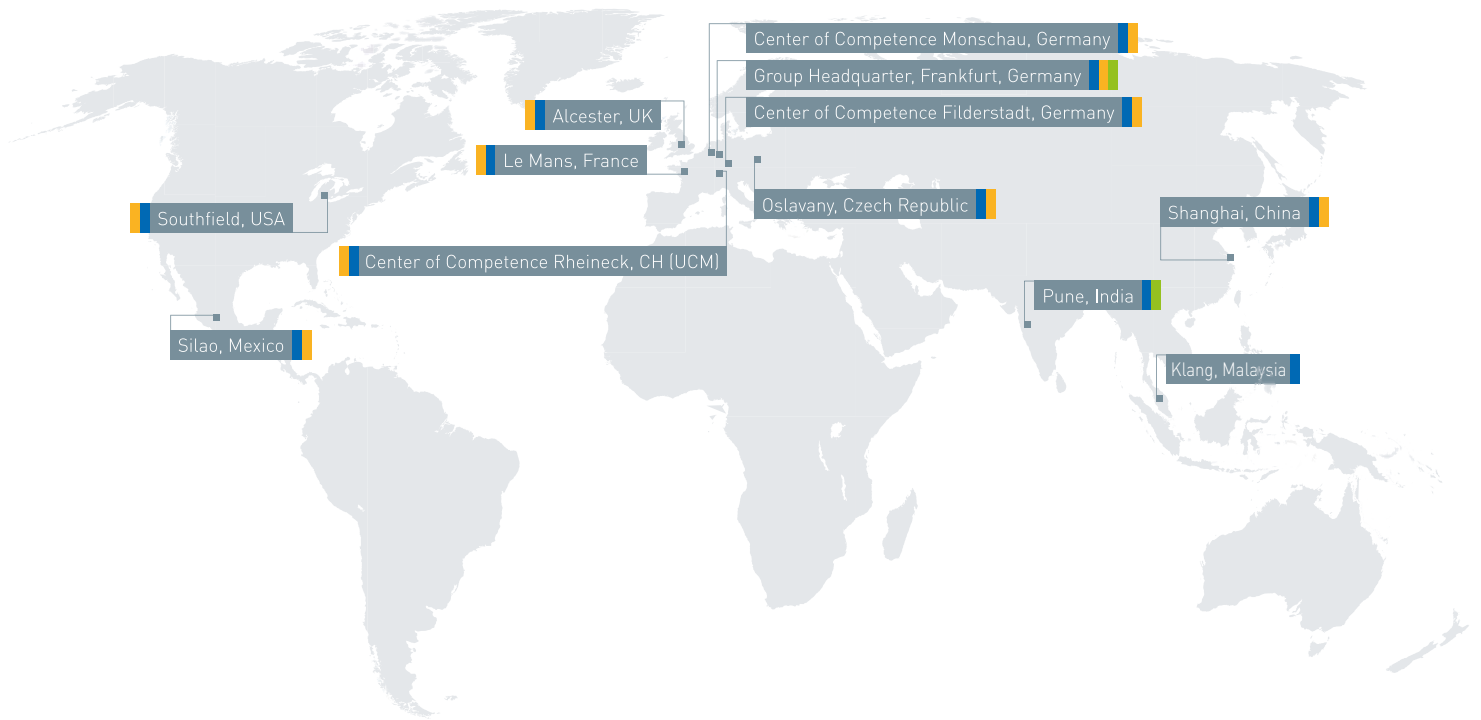 Center of Competence Monschau, Germany
Group Headquarter, Frankfurt, Germany
Center of Competence Filderstadt, Germany
Alcester, UK
Le Mans, France
Oslavany, Czech Republic
Shanghai, China
Southfield, USA
Center of Competence Rheineck, CH (UCM)
Pune, India
Silao, Mexico
Klang, Malaysia